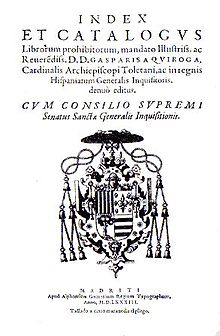 INDEX
ET CATALOGVS
Librorum prohibitorum, mandato Illustriss. ac
Reuerediss. D.D. GASPARIS A QVIROGA,
Cardinalis Archiepiscopi Toletani, ac in regnis
Hispaniarum Generalis Inquisitoris,
denuò editus.
CVM CONSILIO SVPREMI
Senatus Sanctæ Generalis Inquisitionis.
MADRITI
Apud Alphonsum Gomezium Regium Typographum,
Anno, M.D.LXXXIII.
Tassado a tres marauedis el pliego.